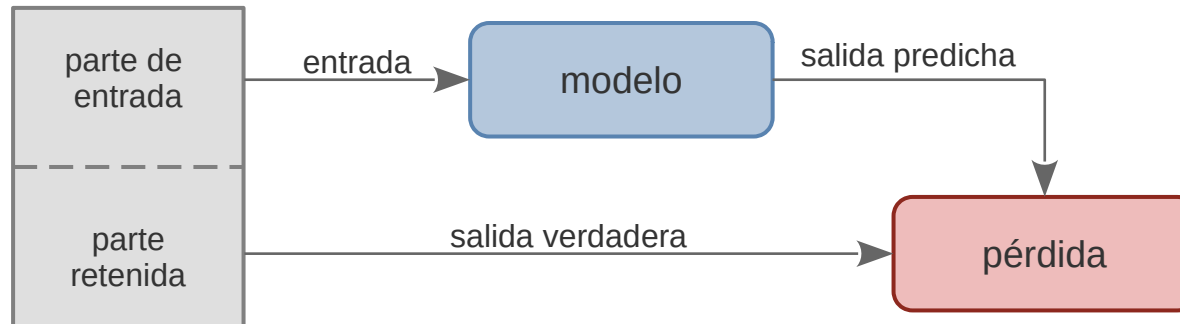 parte de
entrada
entrada
modelo
salida predicha
parte
retenida
salida verdadera
pérdida